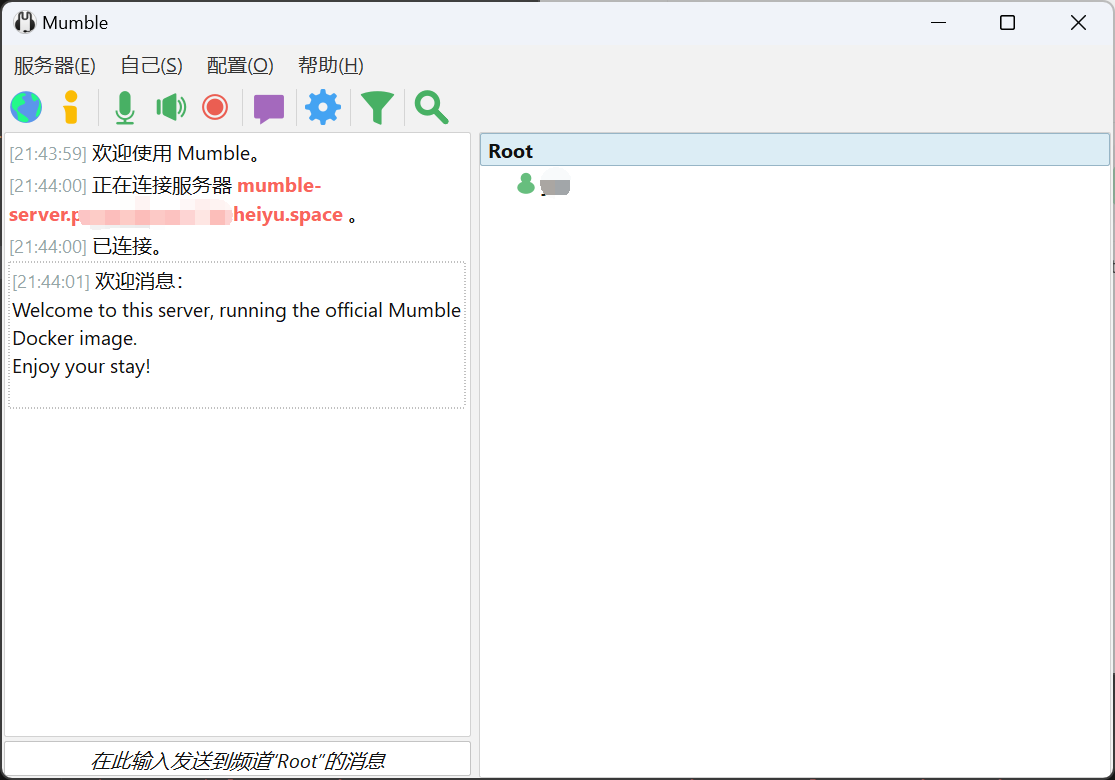 Mumble
服务器(E) 自己(S) 配置(O) 帮助(H)
[21:43:59] 欢迎使用 Mumble。
[21:44:00] 正在连接服务器 mumble-
server.p heiyu.space 。
[21:44:00] 已连接。
[21:44:01] 欢迎消息：
Welcome to this server, running the official Mumble
Docker image.
Enjoy your stay!
在此输入发送到频道"Root"的消息
Root